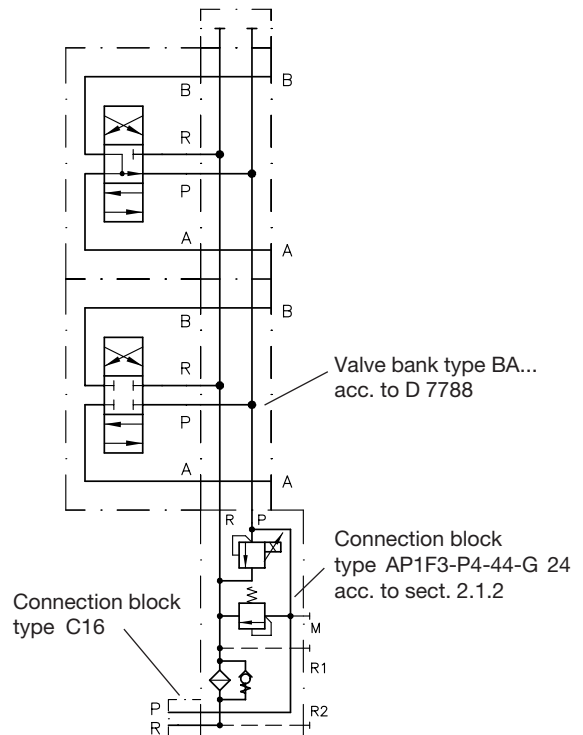 B
B
R
P
A
A
B
B
R
P
A
A
Valve bank type BA...
acc. to D 7788
R P
Connection block
type AP1F3-P4-44-G 24
acc. to sect. 2.1.2
Connection block
type C16
M
R1
P
R2
R